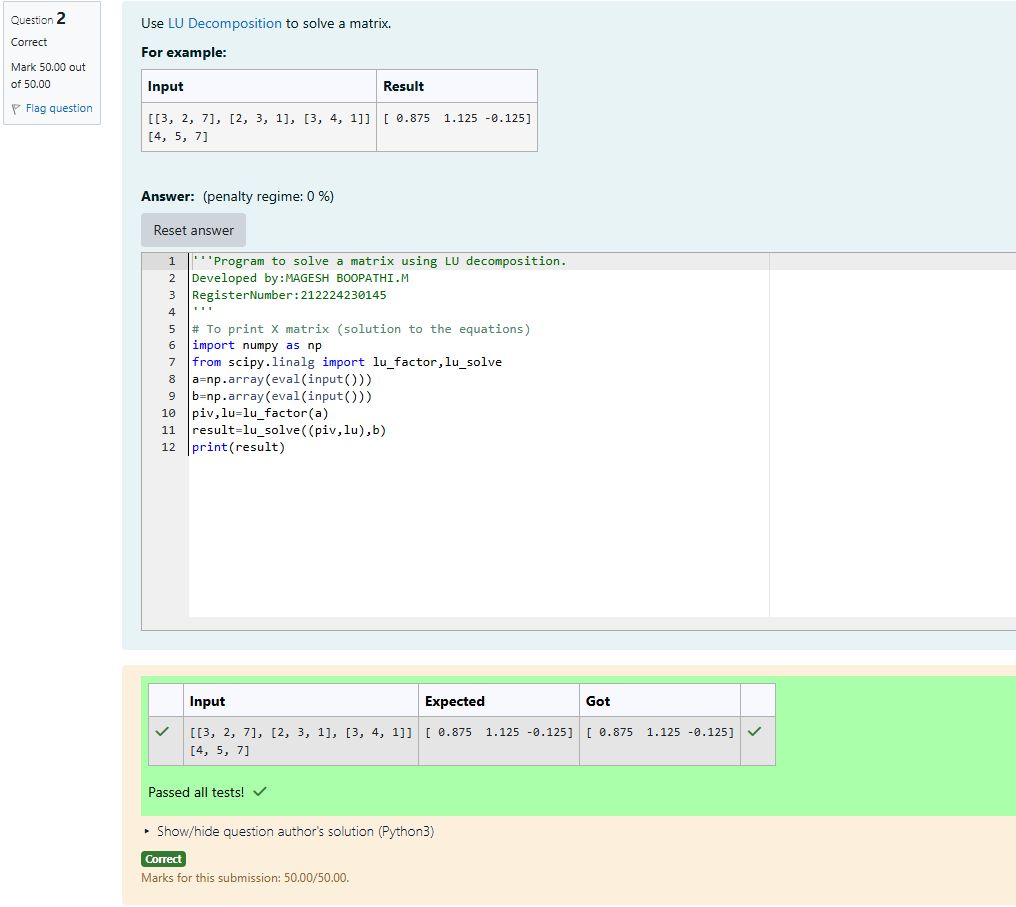 Question 2
Correct
Mark 50.00 out
of 50.00
Flag question
Use LU Decomposition to solve a matrix.
For example:
Input Result
[[3, 2, 7], [2, 3, 1], [3, 4, 1]] [ 0.875  1.125 -0.125]
[4, 5, 7]
Answer: (penalty regime: 0 %)
Reset answer
1 '''Program to solve a matrix using LU decomposition.
2 Developed by:MAGESH BOOPATHI.M
3 RegisterNumber:212224230145
4 '''
5 # To print X matrix (solution to the equations)
6 import numpy as np
7 from scipy.linalg import lu_factor,lu_solve
8 a=np.array(eval(input()))
9 b=np.array(eval(input()))
10 piv,lu=lu_factor(a)
11 result=lu_solve((piv,lu),b)
12 print(result)
Input Expected Got
[[3, 2, 7], [2, 3, 1], [3, 4, 1]] [ 0.875  1.125 -0.125] [ 0.875  1.125 -0.125]
[4, 5, 7]
Passed all tests!
Show/hide question author's solution (Python3)
Correct
Marks for this submission: 50.00/50.00.